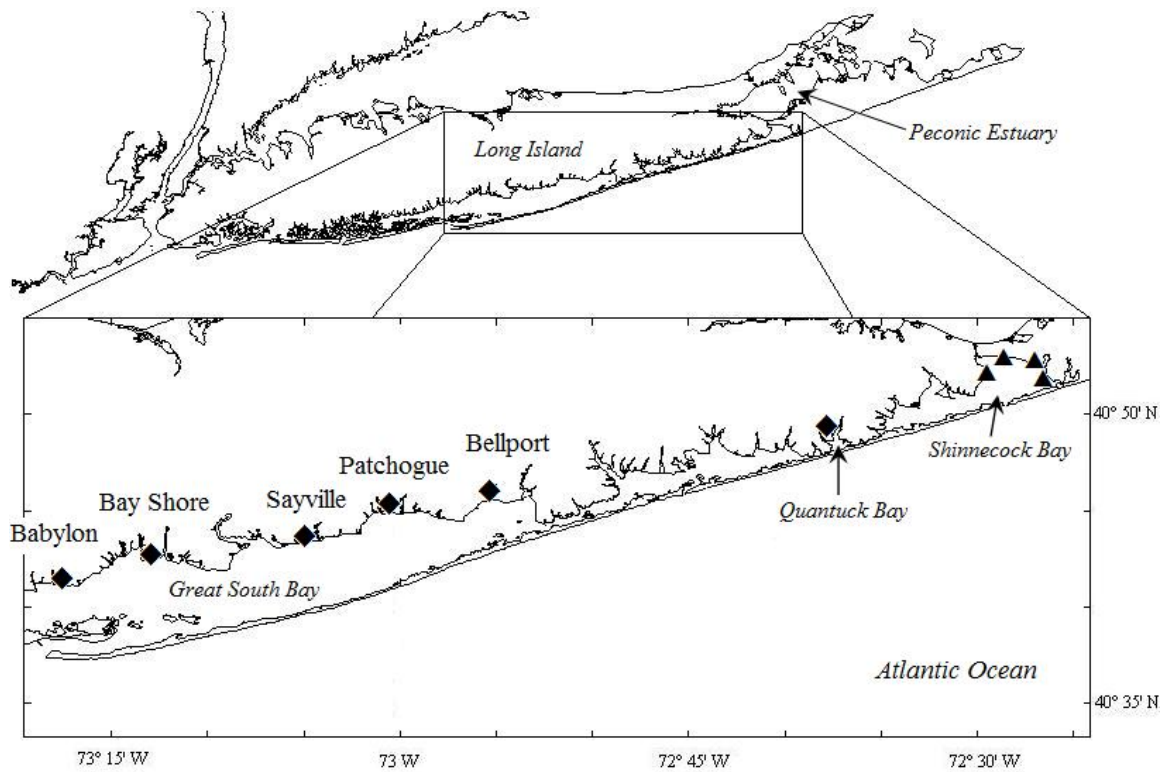 Peconic Estuary
Long Island
40° 50' N
Bellport
Shinnecock Bay
Patchogue
Bay Shore
Sayville
Quantuck Bay
Babylon
Great South Bay
Atlantic Ocean
40° 35' N
73° 15' W
73 W
72° 45' W
72° 30' W